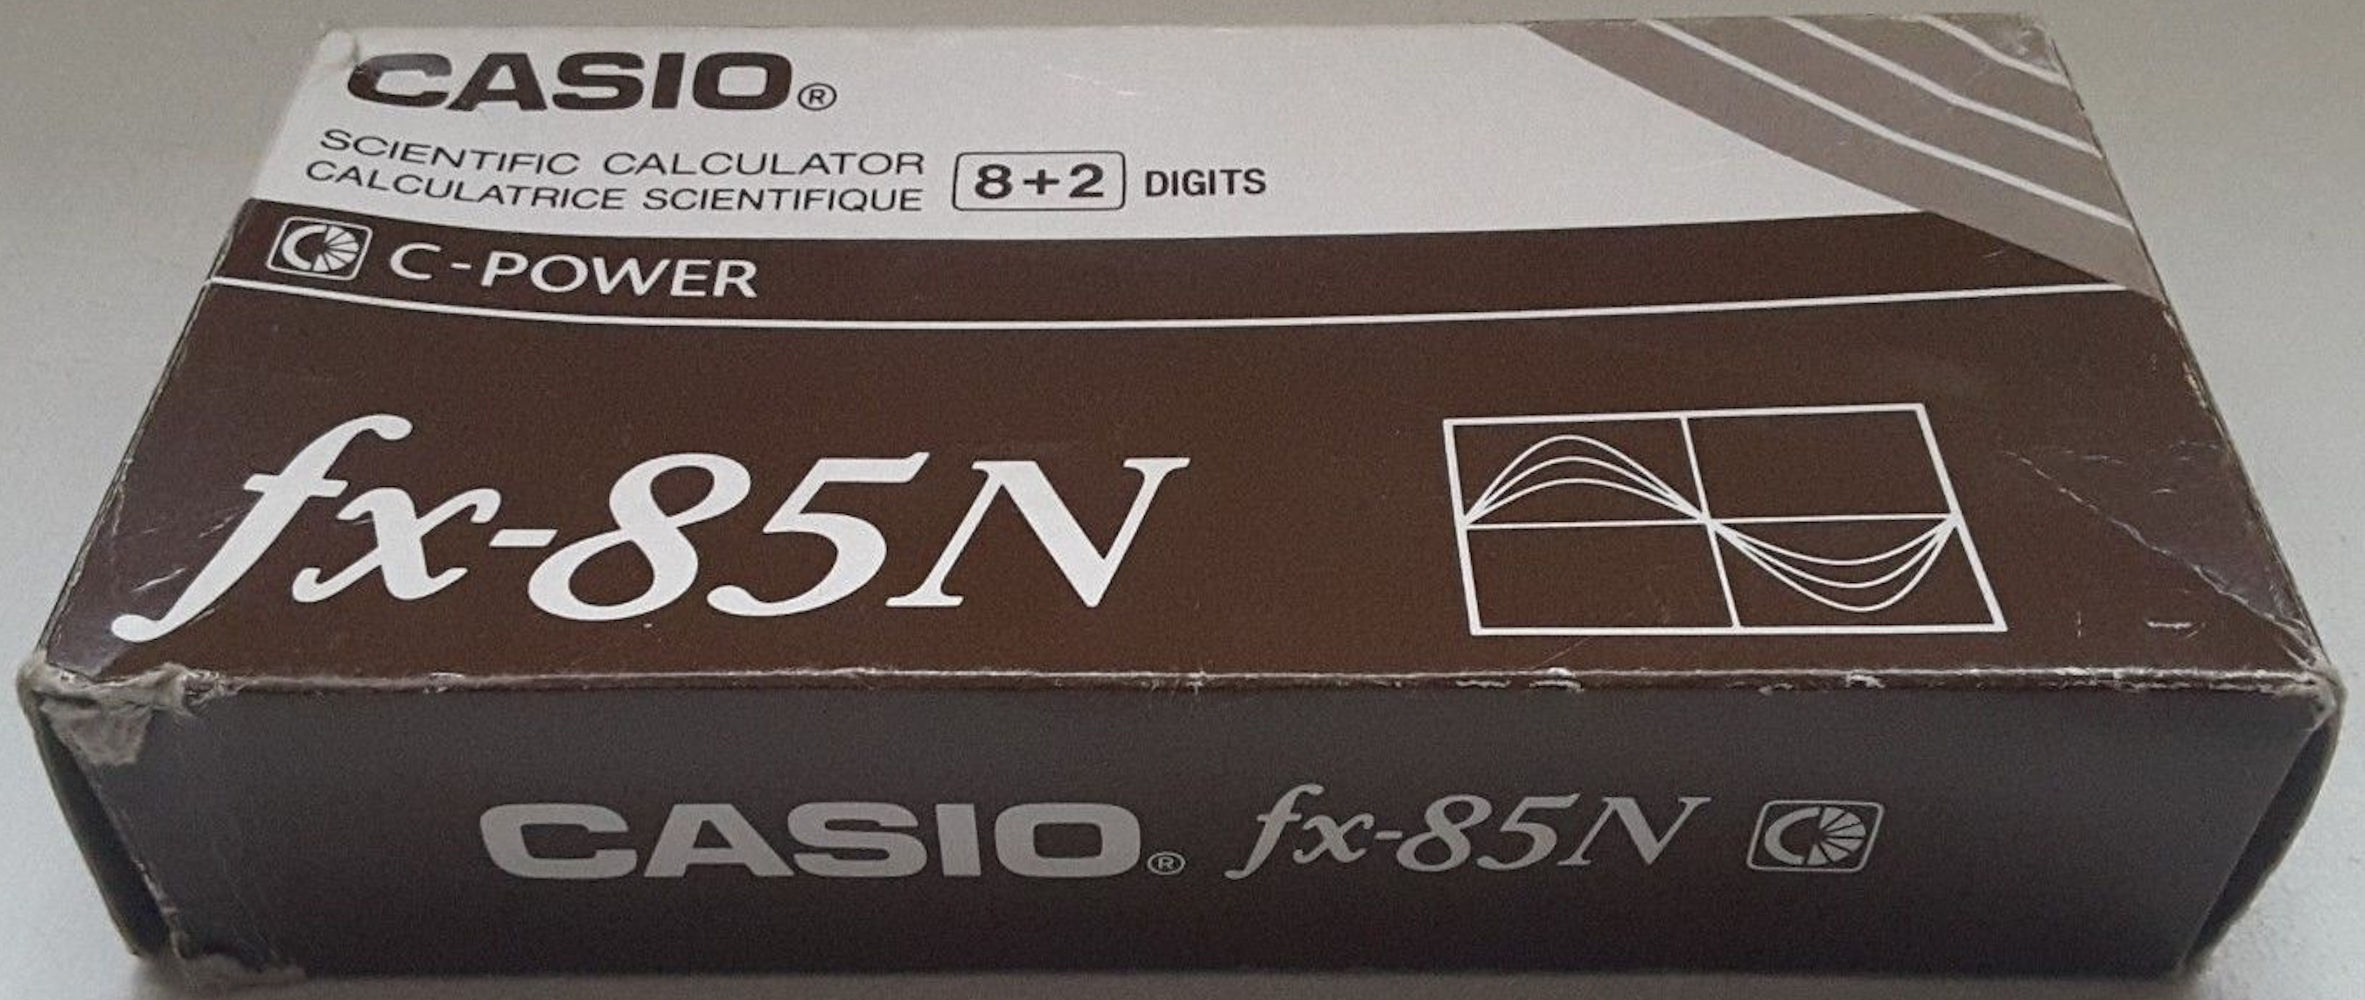 CASIO®
SCIENTIFIC CALCULATOR
CALCULATRICE SCIENTIFIQUE
8+2 DIGITS
C C-POWER
fx-85N
CASIO® fx-85N C